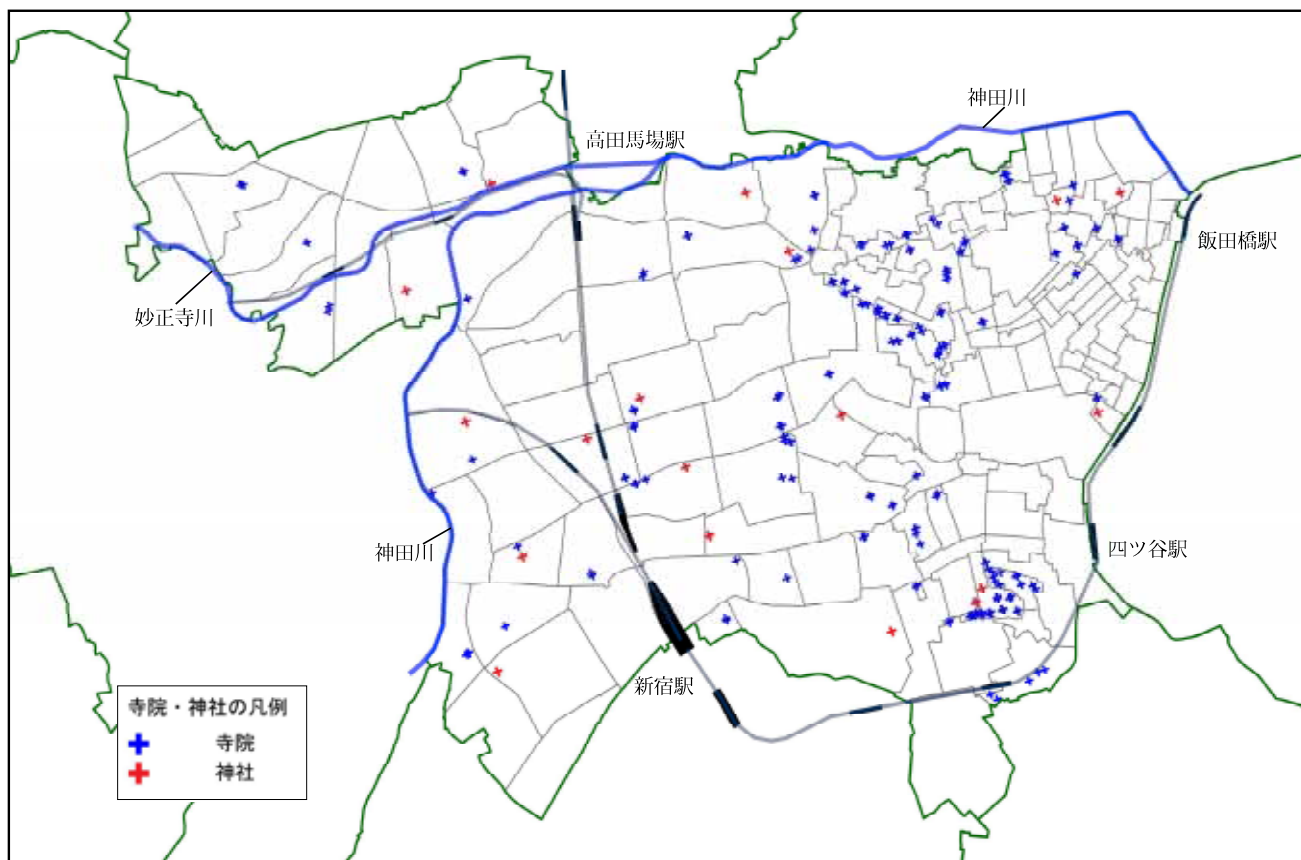 神田川
高田馬場駅
飯田橋駅
妙正寺川
神田川
四ツ谷駅
新宿駅
寺院・神社の凡例
寺院
神社